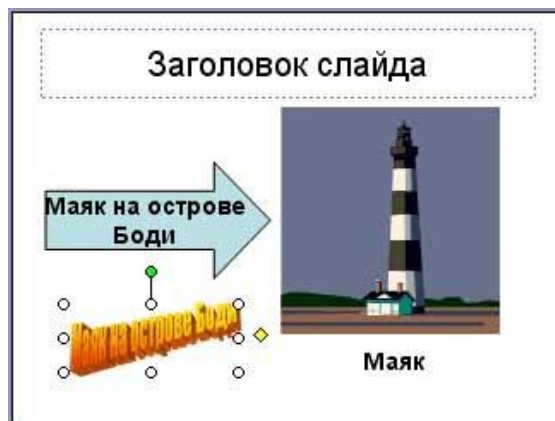 Заголовок слайда
Маяк на острове
Боди
Маяк на острове Боди
Маяк